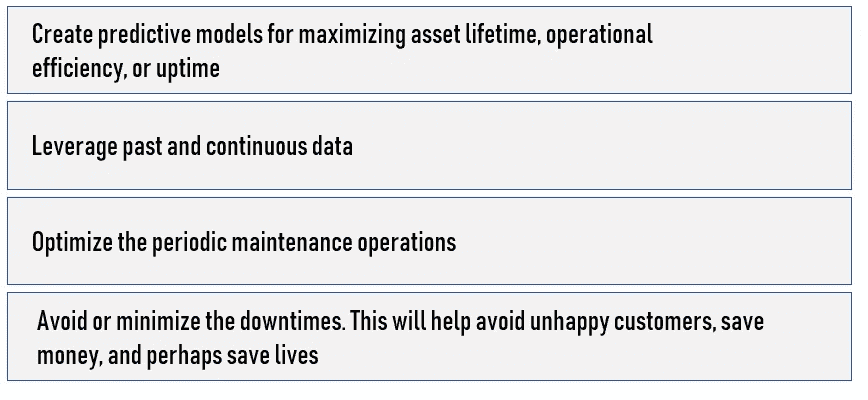 Create predictive models for maximizing asset lifetime, operational
efficiency, or uptime
Leverage past and continuous data
Optimize the periodic maintenance operations
Avoid or minimize the downtimes. This will help avoid unhappy customers, save
money, and perhaps save lives